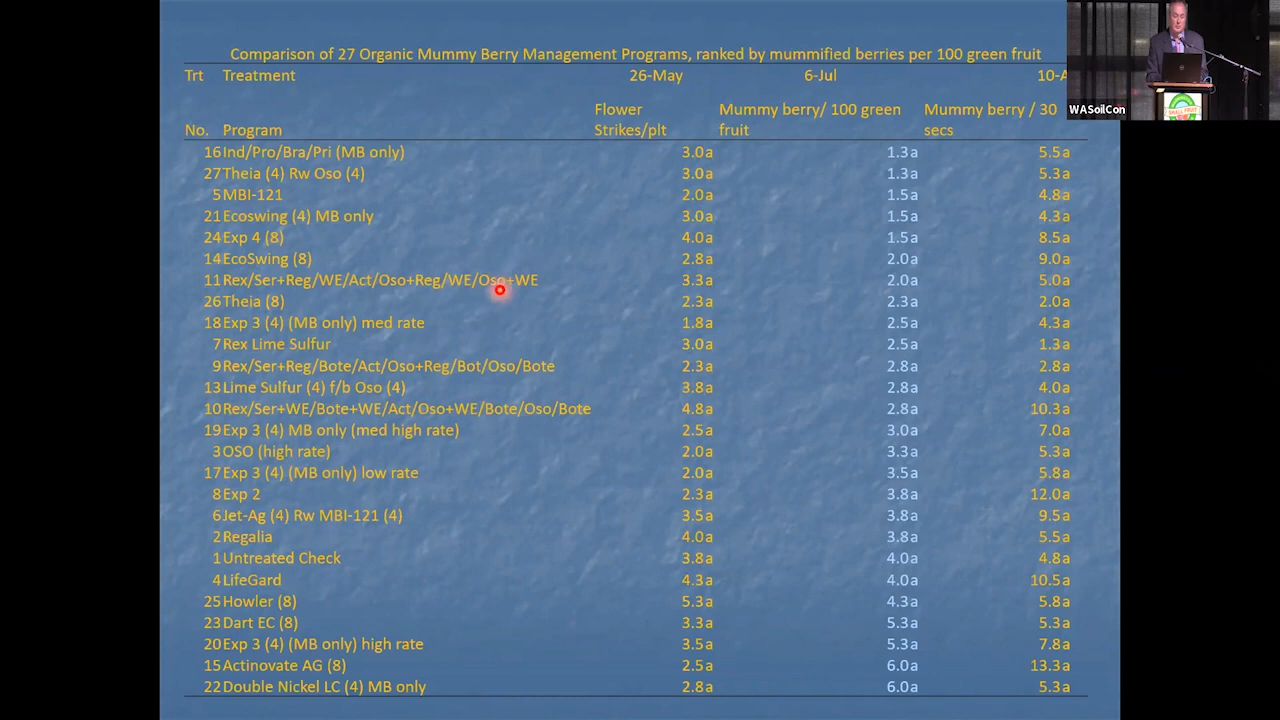 Comparison of 27 Organic Mummy Berry Management Programs, ranked by mummified berries per 100 green fruit
Trt Treatment 26-May 6-Jul 10-A
Flower Mummy berry/ 100 green Mummy berry / 30
No. Program Strikes/plt fruit secs
16 Ind/Pro/Bra/Pri (MB only) 3.0a 1.3a 5.5a
27 Theia (4) Rw Oso (4) 3.0a 1.3a 5.3a
5 MBI-121 2.0a 1.5a 4.8a
21 Ecoswing (4) MB only 3.0a 1.5a 4.3a
24 Exp 4 (8) 4.0a 1.5a 8.5a
14 EcoSwing (8) 2.8a 2.0a 9.0a
11 Rex/Ser+Reg/WE/Act/Oso+Reg/WE/Oso+WE 3.3a 2.0a 5.0a
26 Theia (8) 2.3a 2.3a 2.0a
18 Exp 3 (4) (MB only) med rate 1.8a 2.5a 4.3a
7 Rex Lime Sulfur 3.0a 2.5a 1.3a
9 Rex/Ser+Reg/Bote/Act/Oso+Reg/Bot/Oso/Bote 2.3a 2.8a 2.8a
13 Lime Sulfur (4) f/b Oso (4) 3.8a 2.8a 4.0a
10 Rex/Ser+WE/Bote+WE/Act/Oso+WE/Bote/Oso/Bote 4.8a 2.8a 10.3a
19 Exp 3 (4) MB only (med high rate) 2.5a 3.0a 7.0a
3 OSO (high rate) 2.0a 3.3a 5.3a
17 Exp 3 (4) (MB only) low rate 2.0a 3.5a 5.8a
8 Exp 2 2.3a 3.8a 12.0a
6 Jet-Ag (4) Rw MBI-121 (4) 3.5a 3.8a 9.5a
2 Regalia 4.0a 3.8a 5.5a
1 Untreated Check 3.8a 4.0a 4.8a
4 LifeGard 4.3a 4.0a 10.5a
25 Howler (8) 5.3a 4.3a 5.8a
23 Dart EC (8) 3.3a 5.3a 5.3a
20 Exp 3 (4) (MB only) high rate 3.5a 5.3a 7.8a
15 Actinovate AG (8) 2.5a 6.0a 13.3a
22 Double Nickel LC (4) MB only 2.8a 6.0a 5.3a
WASoilCon
SMALL FRUIT